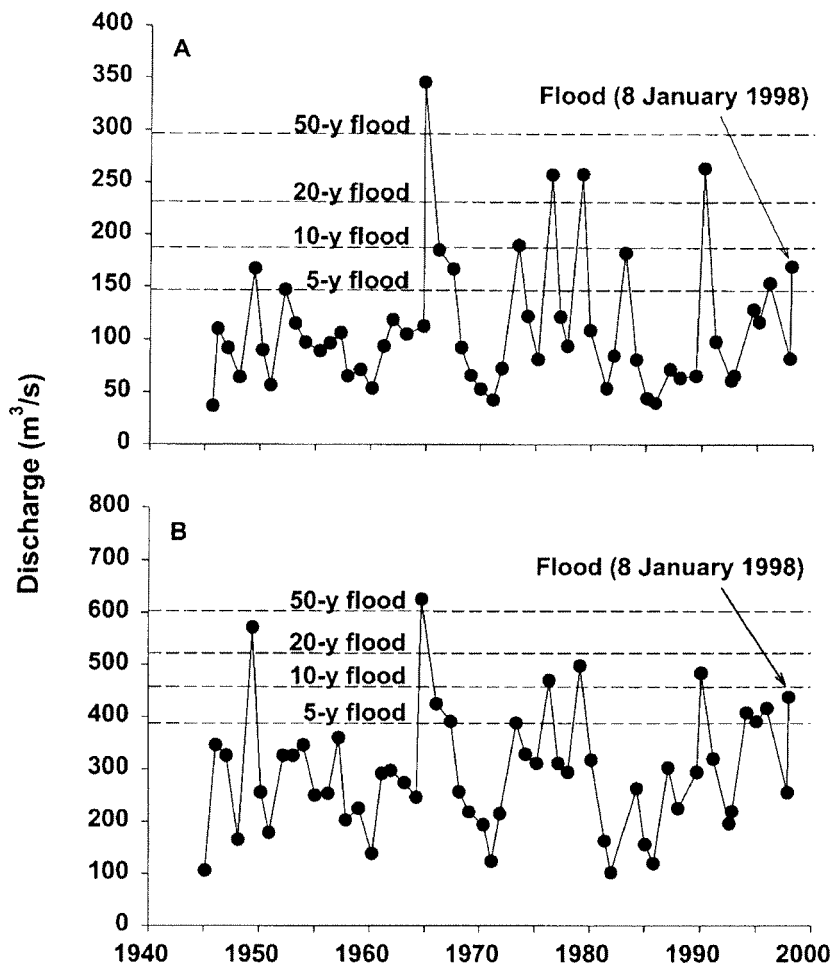 Discharge (m³/s)
400
350
300
250
200
150
100
50
0
A
Flood (8 January 1998)
50-y flood
20-y flood
10-y flood
5-y flood
800
700
600
500
400
300
200
100
0
B
Flood (8 January 1998)
50-y flood
20-y flood
10-y flood
5-y flood
1940 1950 1960 1970 1980 1990 2000